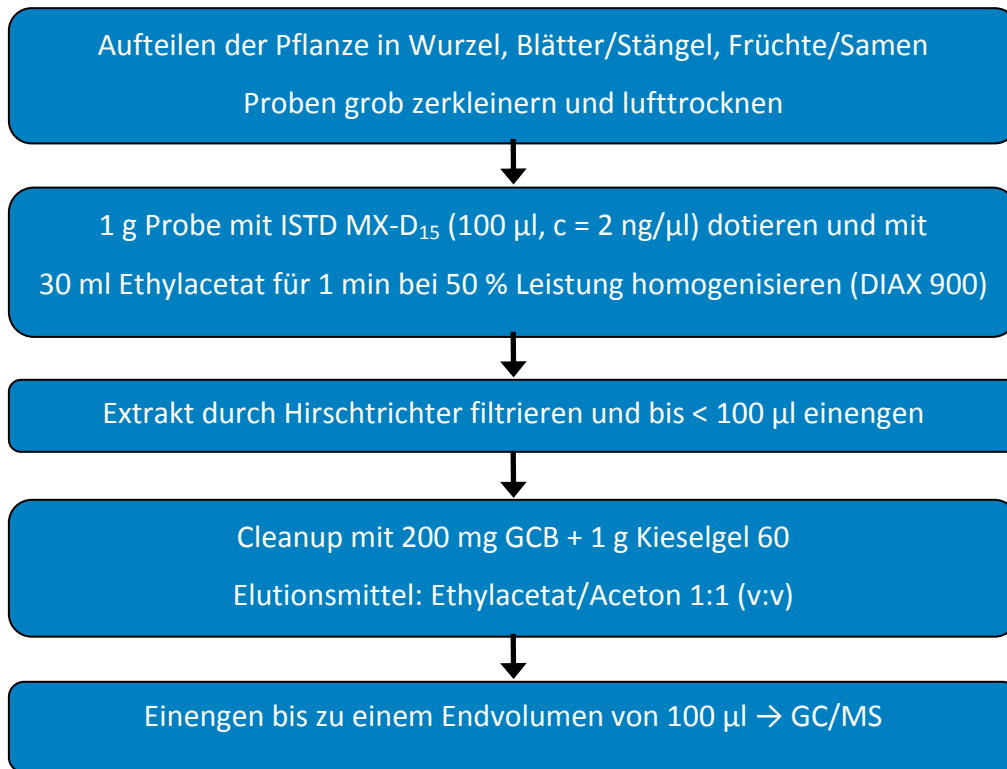 Aufteilen der Pflanze in Wurzel, Blätter/Stängel, Früchte/Samen
Proben grob zerkleinern und lufttrocknen
1 g Probe mit ISTD MX-D₁₅ (100 µl, c = 2 ng/µl) dotieren und mit
30 ml Ethylacetat für 1 min bei 50 % Leistung homogenisieren (DIAX 900)
Extrakt durch Hirschtrichter filtrieren und bis < 100 µl einengen
Cleanup mit 200 mg GCB + 1 g Kieselgel 60
Elutionsmittel: Ethylacetat/Aceton 1:1 (v:v)
Einengen bis zu einem Endvolumen von 100 µl → GC/MS